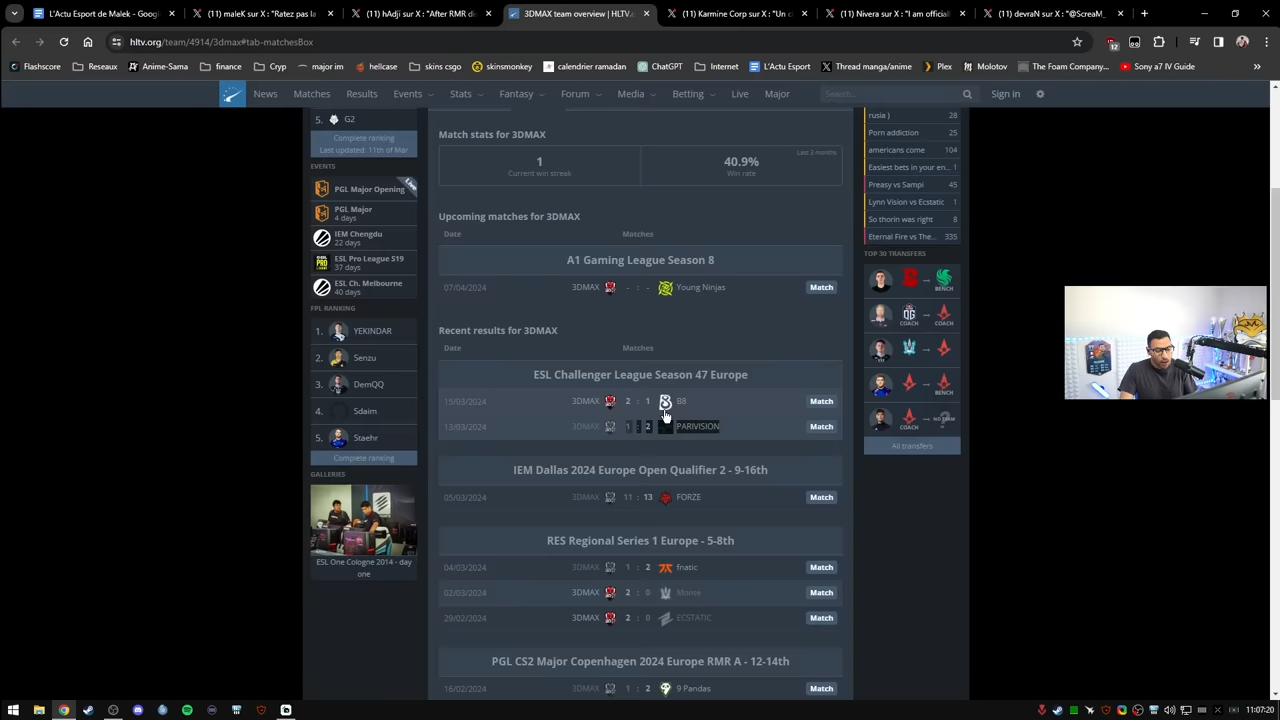 L'Actu Esport de Malek - Google
(11) maleK sur X : "Ratez pas la
(11) hAdji sur X : "After RMR di
3DMAX team overview | HLTV.
(11) Karmine Corp sur X : "Un c
(11) Nivera sur X : "I am official
(11) devraN sur X : "@ScreaM_
hltv.org/team/4914/3dmax#tab-matchesBox
12
Flashscore
Reseaux
Anime-Sama
finance
Cryp
major im
hellcase
skins csgo
skinsmonkey
calendrier ramadan
ChatGPT
Internet
L'Actu Esport
Thread manga/anime
Plex
Molotov
The Foam Company...
Sony a7 IV Guide
»
News
Matches
Results
Events
Stats
Fantasy
Forum
Media
Betting
Live
Major
Search...
Sign in
5. G2
Complete ranking
Last updated: 11th of Mar
EVENTS
PGL Major Opening
Live
PGL Major
4 days
IEM Chengdu
22 days
ESL Pro League S19
37 days
ESL Ch. Melbourne
40 days
FPL RANKING
1. YEKINDAR
2. Senzu
3. DemQQ
4. Sdaim
5. Staehr
Complete ranking
GALLERIES
ESL One Cologne 2014 - day
one
Match stats for 3DMAX
1
Current win streak
Last 3 months
40.9%
Win rate
Upcoming matches for 3DMAX
Date Matches
A1 Gaming League Season 8
07/04/2024 3DMAX - : - Young Ninjas Match
Recent results for 3DMAX
Date Matches
ESL Challenger League Season 47 Europe
15/03/2024 3DMAX 2 : 1 B8 Match
13/03/2024 3DMAX 1 : 2 PARIVISION Match
IEM Dallas 2024 Europe Open Qualifier 2 - 9-16th
05/03/2024 3DMAX 11 : 13 FORZE Match
RES Regional Series 1 Europe - 5-8th
04/03/2024 3DMAX 1 : 2 fnatic Match
02/03/2024 3DMAX 2 : 0 Monte Match
29/02/2024 3DMAX 2 : 0 ECSTATIC Match
PGL CS2 Major Copenhagen 2024 Europe RMR A - 12-14th
16/02/2024 3DMAX 1 : 2 9 Pandas Match
rusia ) 28
Porn addiction 25
americans come 104
Easiest bets in your en... 1
Preasy vs Sampi 45
Lynn Vision vs Ecstatic 1
So thorin was right 8
Eternal Fire vs The... 335
TOP 30 TRANSFERS
BENCH
COACH COACH
BENCH
COACH NO TEAM
All transfers
11:07:20